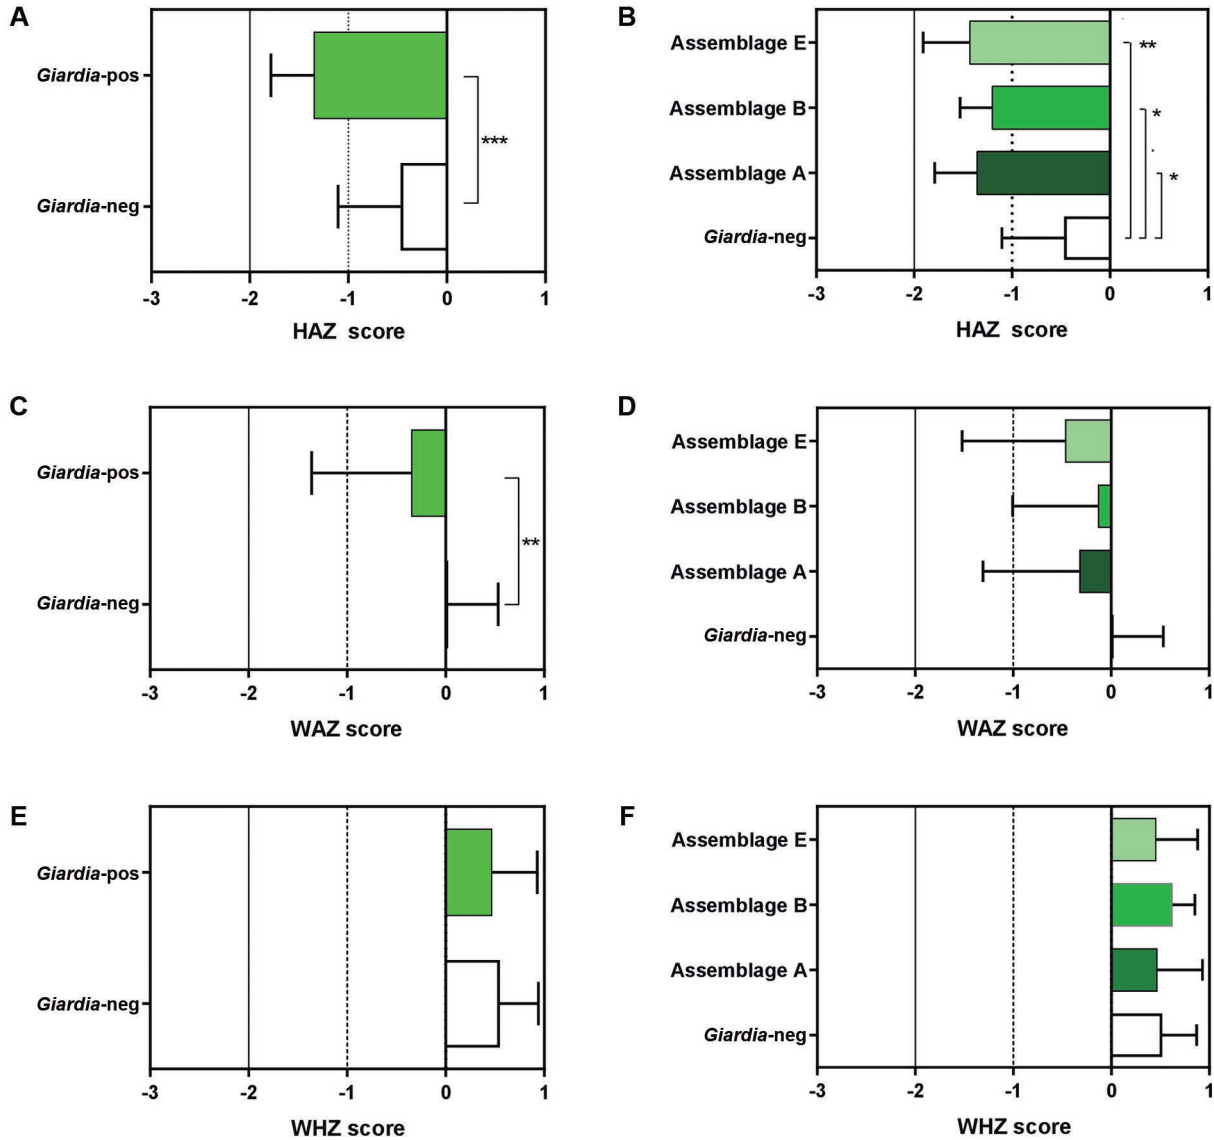 A
Giardia-pos
***
Giardia-neg
-3 -2 -1 0 1
HAZ score
B
Assemblage E
**
Assemblage B
*
Assemblage A
*
Giardia-neg
-3 -2 -1 0 1
HAZ score
C
Giardia-pos
**
Giardia-neg
-3 -2 -1 0 1
WAZ score
D
Assemblage E
Assemblage B
Assemblage A
Giardia-neg
-3 -2 -1 0 1
WAZ score
E
Giardia-pos
Giardia-neg
-3 -2 -1 0 1
WHZ score
F
Assemblage E
Assemblage B
Assemblage A
Giardia-neg
-3 -2 -1 0 1
WHZ score